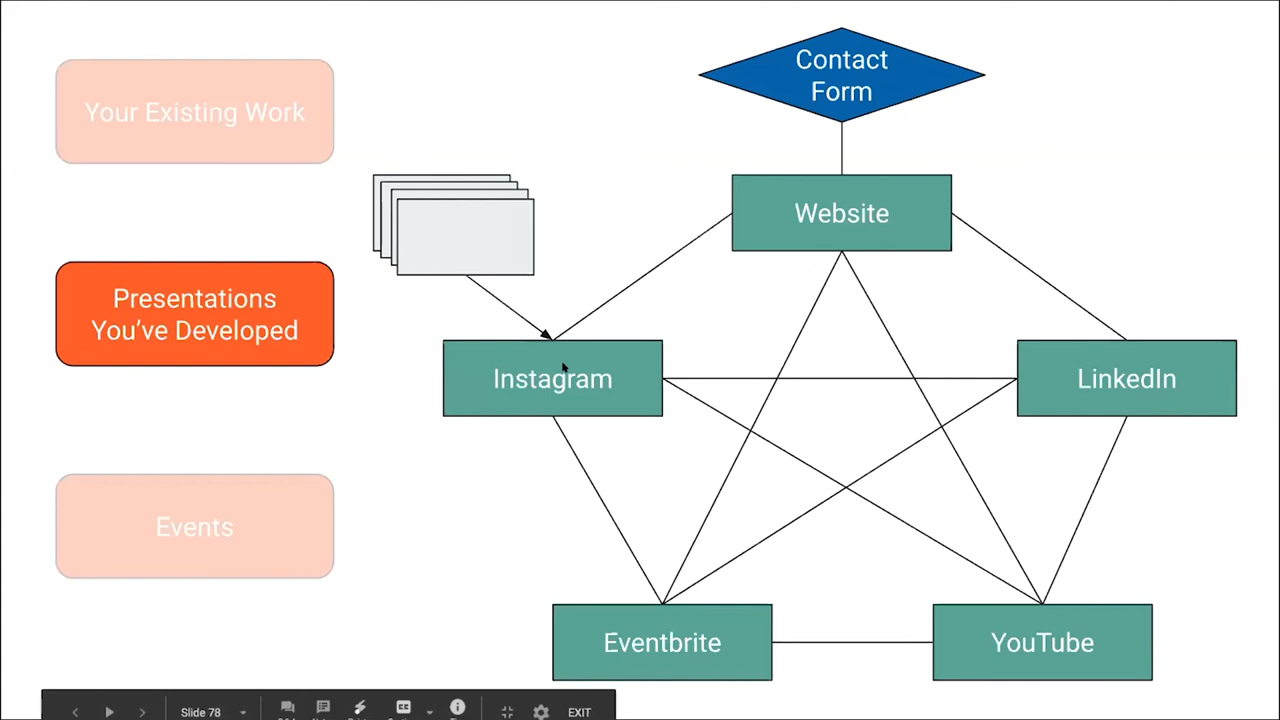 Contact
Form
Your Existing Work
Website
Presentations
You've Developed
Instagram
LinkedIn
Events
Eventbrite
YouTube
Slide 78
EXIT